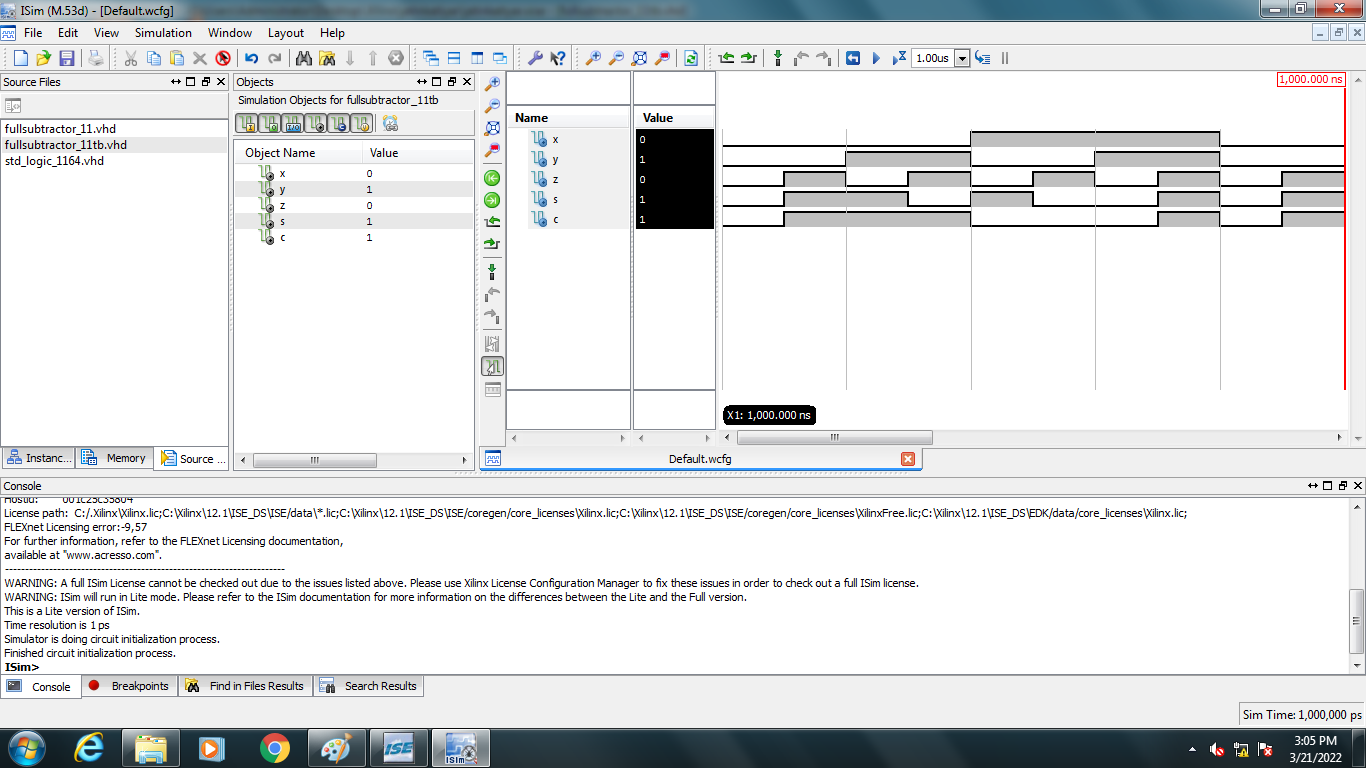 ISim (M.53d) - [Default.wcfg]
File Edit View Simulation Window Layout Help
1.00us
Source Files
fullsubtractor_11.vhd
fullsubtractor_11tb.vhd
std_logic_1164.vhd
Instanc... Memory Source ...
Objects
Simulation Objects for fullsubtractor_11tb
Object Name Value
x 0
y 1
z 0
s 1
c 1
Name Value
x 0
y 1
z 0
s 1
c 1
1,000.000 ns
X1: 1,000.000 ns
Default.wcfg
Console
HostId: 001c25c35804
License path: C:/.Xilinx\Xilinx.lic;C:\Xilinx\12.1\ISE_DS\ISE/data\*.lic;C:\Xilinx\12.1\ISE_DS\ISE/coregen/core_licenses\Xilinx.lic;C:\Xilinx\12.1\ISE_DS\ISE/coregen/core_licenses\XilinxFree.lic;C:\Xilinx\12.1\ISE_DS\EDK/data/core_licenses\Xilinx.lic;
FLEXnet Licensing error:-9,57
For further information, refer to the FLEXnet Licensing documentation,
available at "www.acresso.com".
--------------------------------------------------------------------------------
WARNING: A full ISim License cannot be checked out due to the issues listed above. Please use Xilinx License Configuration Manager to fix these issues in order to check out a full ISim license.
WARNING: ISim will run in Lite mode. Please refer to the ISim documentation for more information on the differences between the Lite and the Full version.
This is a Lite version of ISim.
Time resolution is 1 ps
Simulator is doing circuit initialization process.
Finished circuit initialization process.
ISim>
Console Breakpoints Find in Files Results Search Results
Sim Time: 1,000,000 ps
ISE
ISim
3:05 PM
3/21/2022